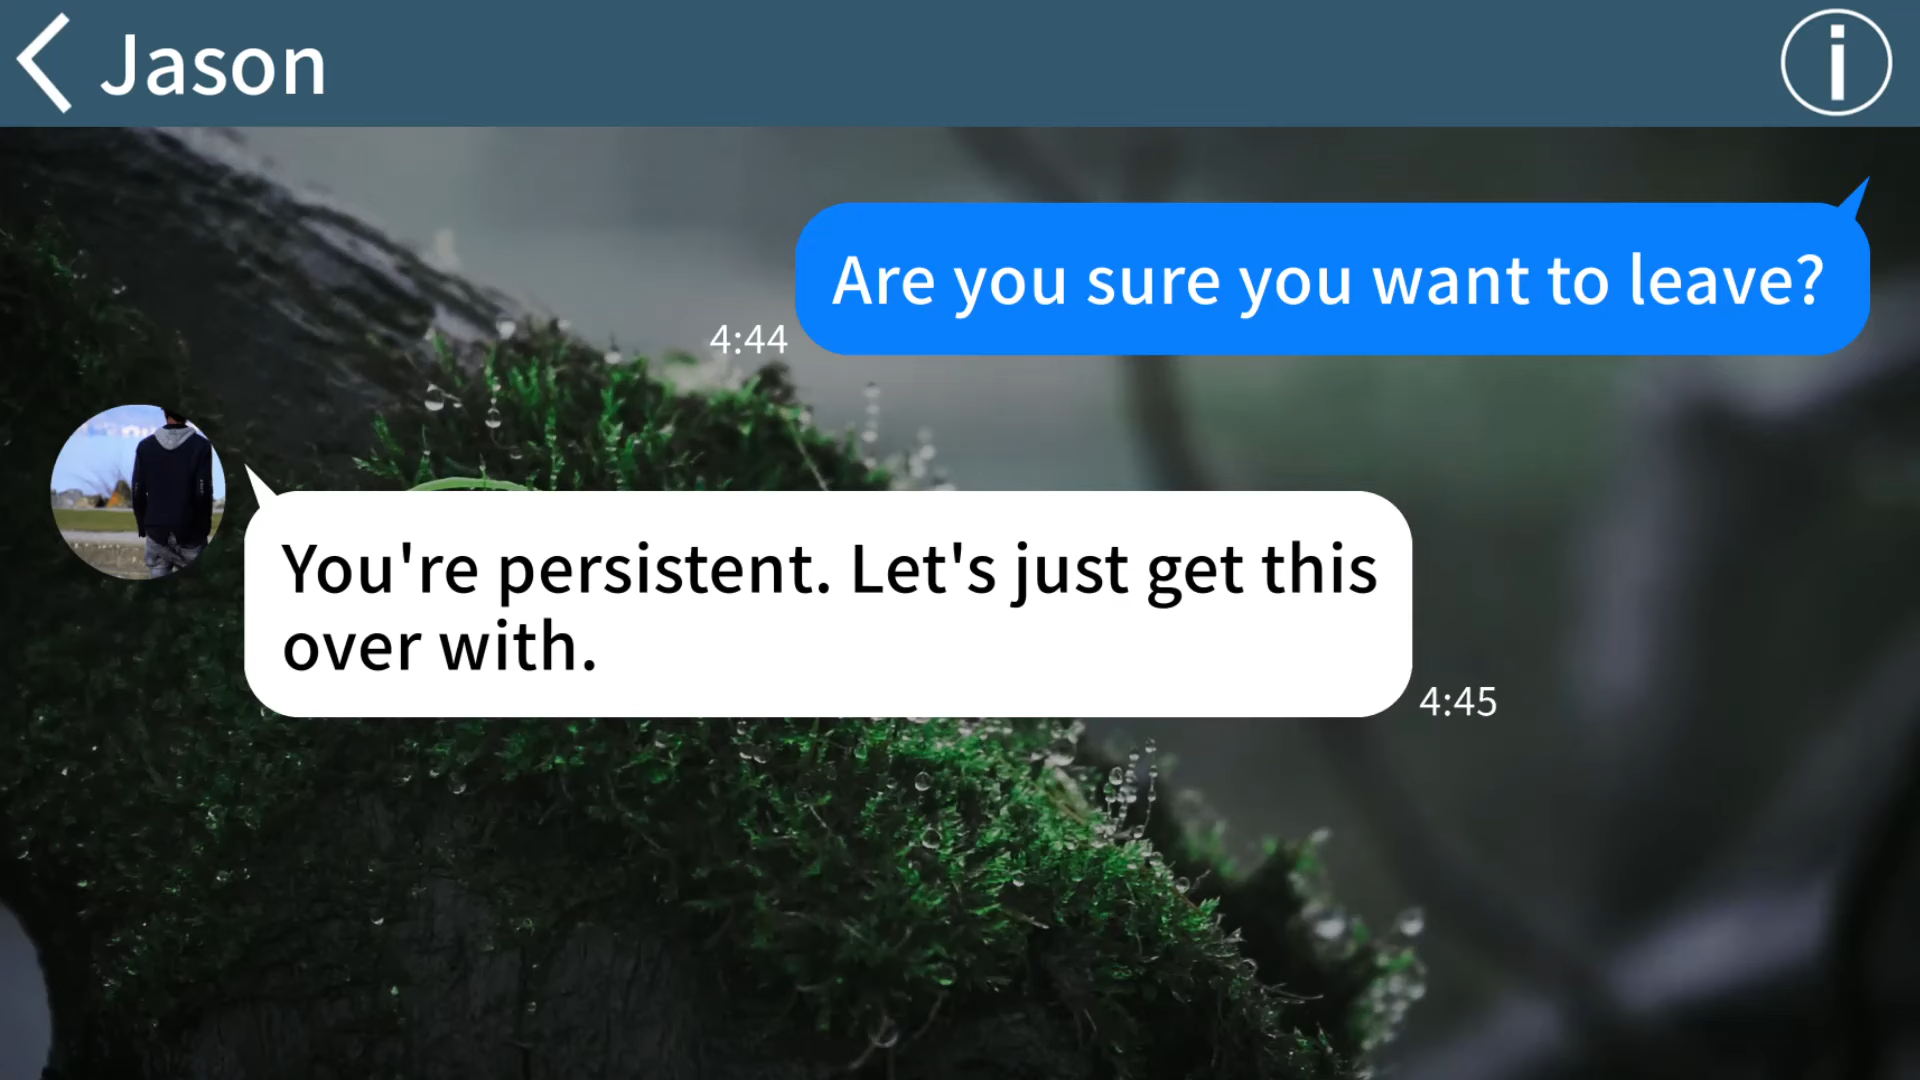 Jason
Are you sure you want to leave?
4:44
You're persistent. Let's just get this
over with.
4:45